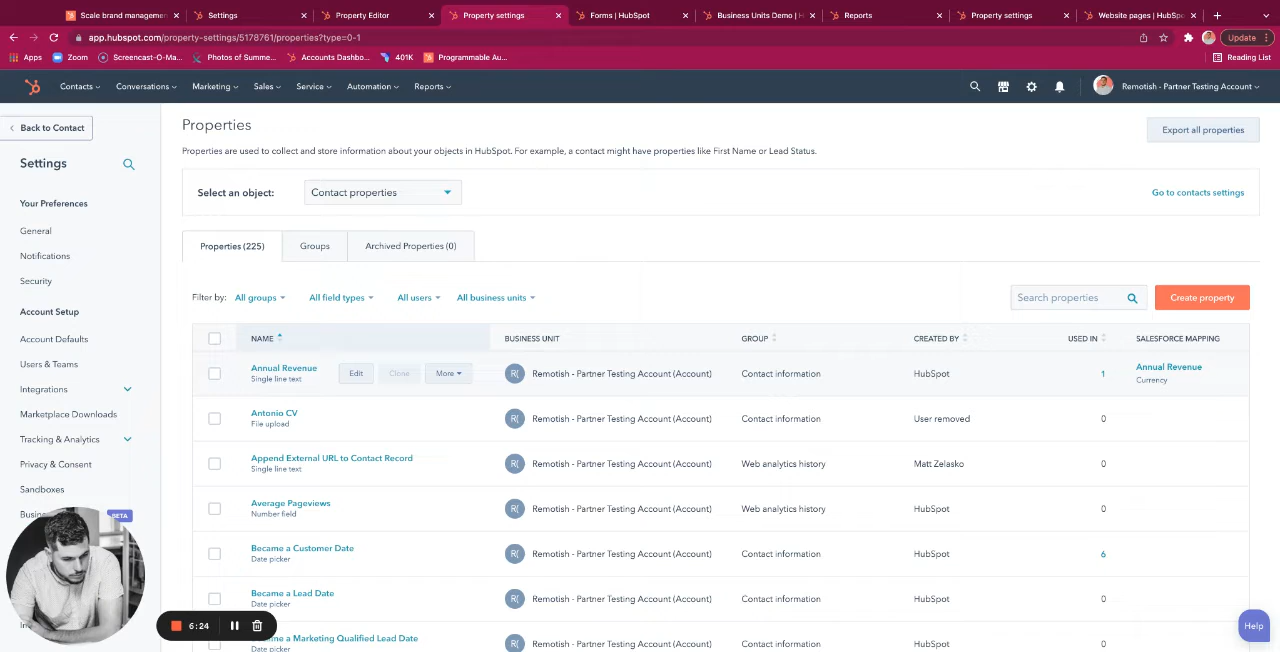 Scale brand managemen
Settings
Property Editor
Property settings
Forms | HubSpot
Business Units Demo | H
Reports
Property settings
Website pages | HubSpo
app.hubspot.com/property-settings/5178761/properties?type=0-1
Update
Apps
Zoom
Screencast-O-Ma...
Photos of Summe...
Accounts Dashbo...
401K
Programmable Au...
Reading List
Contacts
Conversations
Marketing
Sales
Service
Automation
Reports
Remotish - Partner Testing Account
Back to Contact
Settings
Your Preferences
General
Notifications
Security
Account Setup
Account Defaults
Users & Teams
Integrations
Marketplace Downloads
Tracking & Analytics
Privacy & Consent
Sandboxes
BETA
Properties
Export all properties
Properties are used to collect and store information about your objects in HubSpot. For example, a contact might have properties like First Name or Lead Status.
Select an object:
Contact properties
Go to contacts settings
Properties (225)
Groups
Archived Properties (0)
Filter by:
All groups
All field types
All users
All business units
Search properties
Create property
NAME
BUSINESS UNIT
GROUP
CREATED BY
USED IN
SALESFORCE MAPPING
Annual Revenue
Single line text
Edit
Clone
More
R(
Remotish - Partner Testing Account (Account)
Contact information
HubSpot
1
Annual Revenue
Currency
Antonio CV
File upload
R(
Remotish - Partner Testing Account (Account)
Contact information
User removed
0
Append External URL to Contact Record
Single line text
R(
Remotish - Partner Testing Account (Account)
Web analytics history
Matt Zelasko
0
Average Pageviews
Number field
R(
Remotish - Partner Testing Account (Account)
Web analytics history
HubSpot
0
Became a Customer Date
Date picker
R(
Remotish - Partner Testing Account (Account)
Contact information
HubSpot
6
Became a Lead Date
Date picker
R(
Remotish - Partner Testing Account (Account)
Contact information
HubSpot
0
a Marketing Qualified Lead Date
Date picker
R(
Remotish - Partner Testing Account (Account)
Contact information
HubSpot
0
6:24
Help